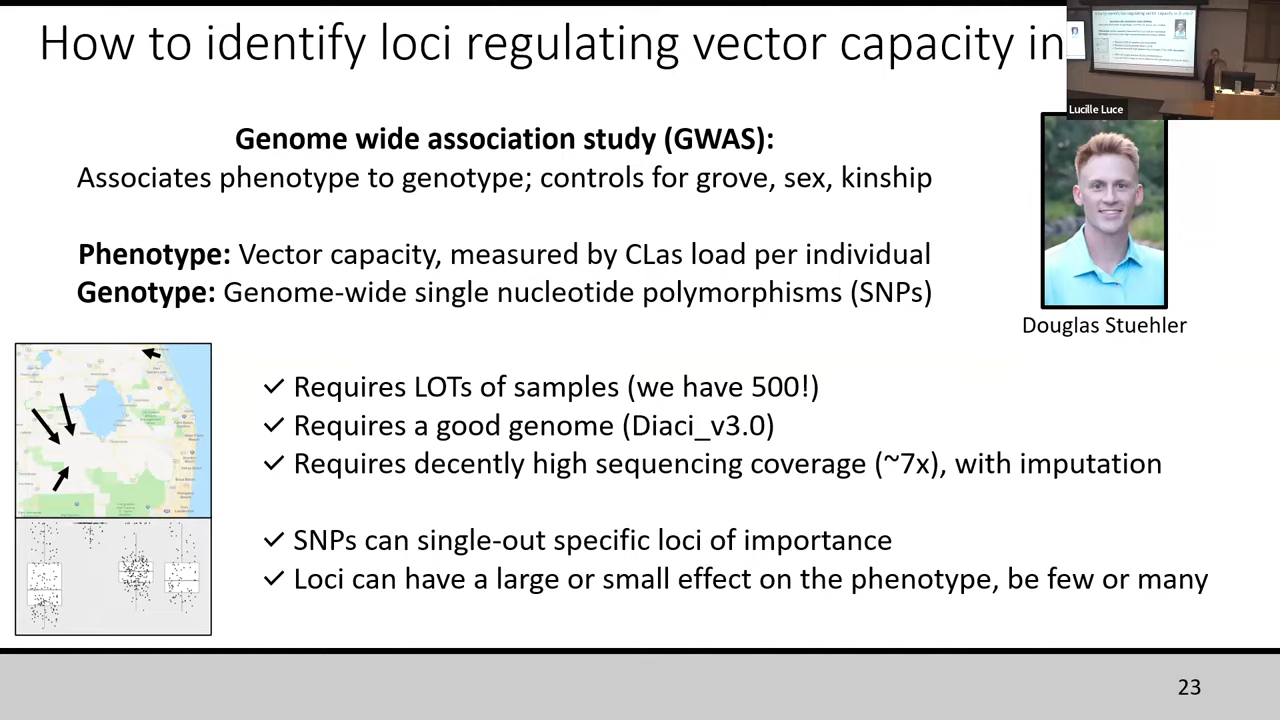 How to identify loci regulating vector capacity in
Lucille Luce
Genome wide association study (GWAS):
Associates phenotype to genotype; controls for grove, sex, kinship
Phenotype: Vector capacity, measured by CLas load per individual
Genotype: Genome-wide single nucleotide polymorphisms (SNPs)
Douglas Stuehler
✓ Requires LOTs of samples (we have 500!)
✓ Requires a good genome (Diaci_v3.0)
✓ Requires decently high sequencing coverage (~7x), with imputation
✓ SNPs can single-out specific loci of importance
✓ Loci can have a large or small effect on the phenotype, be few or many
23